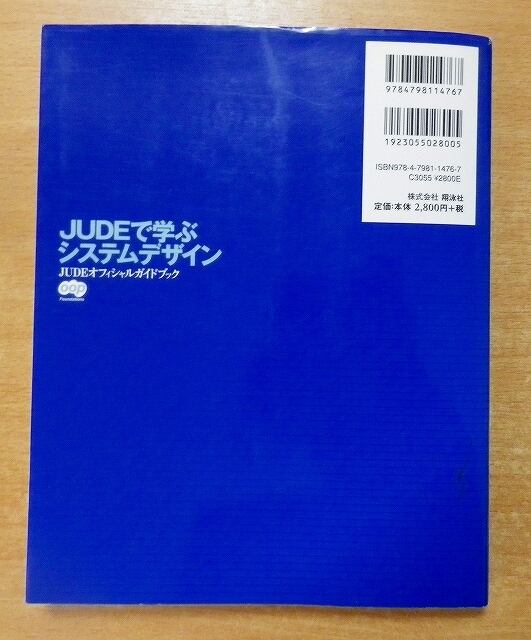 9784798114767
1923055028005
ISBN978-4-7981-1476-7
C3055 ¥2800E
株式会社 翔泳社
定価:本体2,800円+税
JUDEで学ぶ
システムデザイン
JUDEオフィシャルガイドブック
oop
Foundations